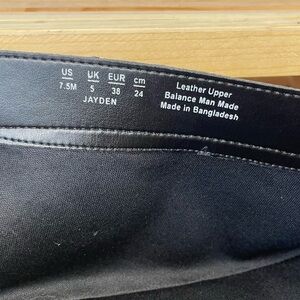 US UK EUR cm
7.5M 5 38 24
JAYDEN
Leather Upper
Balance Man Made
Made in Bangladesh